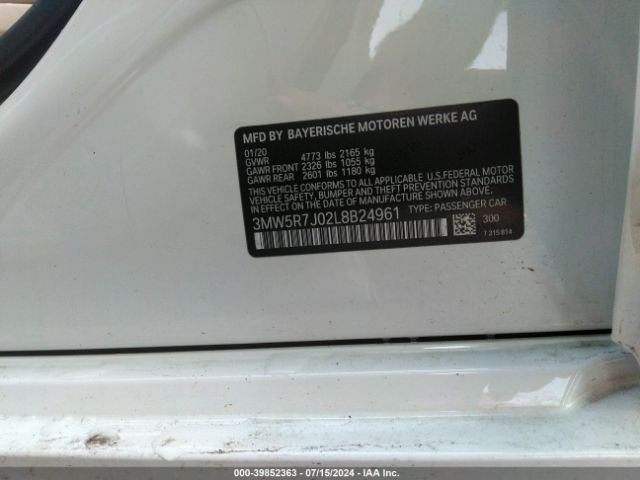 MFD BY BAYERISCHE MOTOREN WERKE AG
01/20
GVWR 4773 lbs 2165 kg
GAWR FRONT 2326 lbs 1055 kg
GAWR REAR 2601 lbs 1180 kg
THIS VEHICLE CONFORMS TO ALL APPLICABLE U.S. FEDERAL MOTOR
VEHICLE SAFETY, BUMPER, AND THEFT PREVENTION STANDARDS IN
EFFECT ON THE DATE OF MANUFACTURE SHOWN ABOVE.
3MW5R7J02L8B24961 TYPE: PASSENGER CAR
300
7 215 814
000-39852363 - 07/15/2024 - IAA Inc.